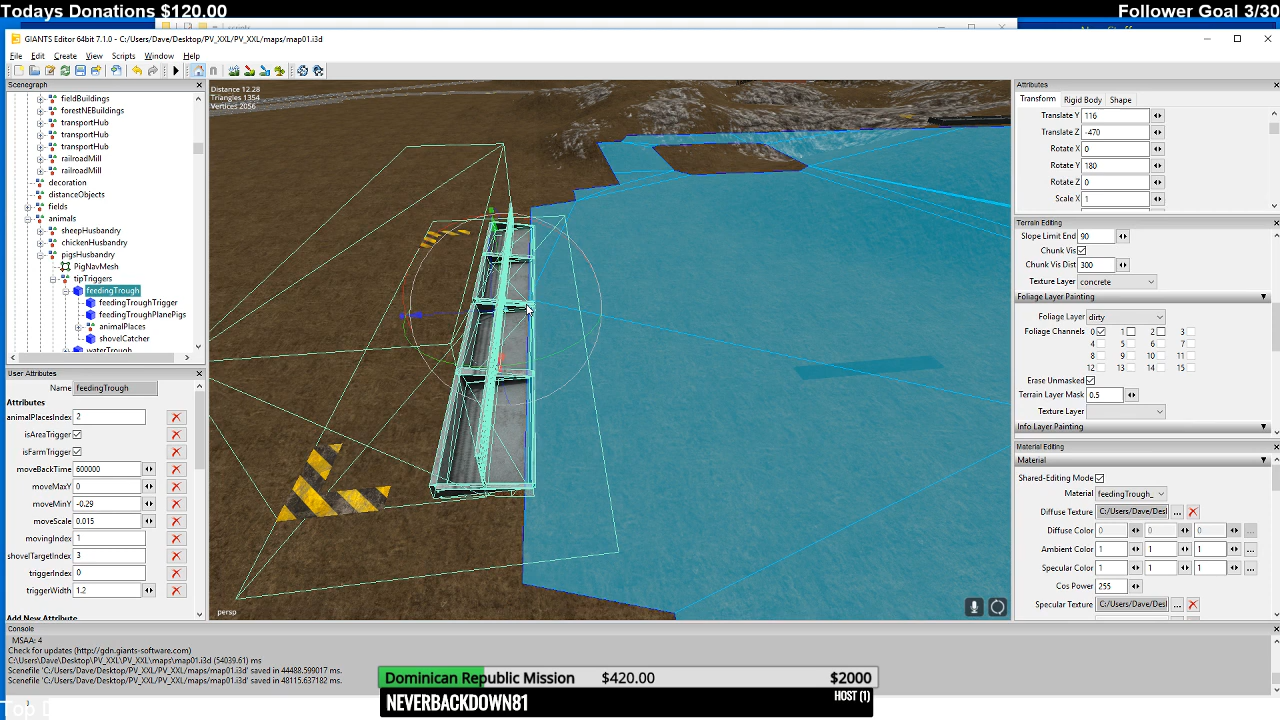 Todays Donations $120.00
Follower Goal 3/30
GIANTS Editor 64bit 7.1.0 - C:/Users/Dave/Desktop/PV_XXL/PV_XXL/maps/map01.i3d
File Edit Create View Scripts Window Help
Scenegraph
fieldBuildings
forestNEBuildings
transportHub
transportHub
transportHub
railroadMill
railroadMill
decoration
distanceObjects
fields
animals
sheepHusbandry
chickenHusbandry
pigsHusbandry
PigNavMesh
tipTriggers
feedingTrough
feedingTroughTrigger
feedingTroughPlanePigs
animalPlaces
shovelCatcher
waterTrough
User Attributes
Name feedingTrough
Attributes
animalPlacesIndex 2
isAreaTrigger
isFarmTrigger
moveBackTime 600000
moveMaxY 0
moveMinY -0.29
moveScale 0.015
movingIndex 1
shovelTargetIndex 3
triggerIndex 0
triggerWidth 1.2
Add New Attribute
Distance 12.28
Triangles 1354
Vertices 2056
persp
Attributes
Transform Rigid Body Shape
Translate Y 116
Translate Z -470
Rotate X 0
Rotate Y 180
Rotate Z 0
Scale X 1
Terrain Editing
Slope Limit End 90
Chunk Vis
Chunk Vis Dist 300
Texture Layer concrete
Foliage Layer Painting
Foliage Layer dirty
Foliage Channels 0 1 2 3
4 5 6 7
8 9 10 11
12 13 14 15
Erase Unmasked
Terrain Layer Mask 0.5
Texture Layer
Info Layer Painting
Material Editing
Material
Shared-Editing Mode
Material feedingTrough_
Diffuse Texture C:/Users/Dave/Desl ...
Diffuse Color 0 0 0 ...
Ambient Color 1 1 1 ...
Specular Color 1 1 1 ...
Cos Power 255
Specular Texture C:/Users/Dave/Desl ...
Console
MSAA: 4
Check for updates (http://gdn.giants-software.com)
C:\Users\Dave\Desktop\PV_XXL\PV_XXL\maps\map01.i3d (54039.61) ms
Scenefile 'C:/Users/Dave/Desktop/PV_XXL/PV_XXL/maps/map01.i3d' saved in 44488.599017 ms.
Scenefile 'C:/Users/Dave/Desktop/PV_XXL/PV_XXL/maps/map01.i3d' saved in 48115.637182 ms.
Dominican Republic Mission $420.00 $2000
NEVERBACKDOWN81 HOST (1)